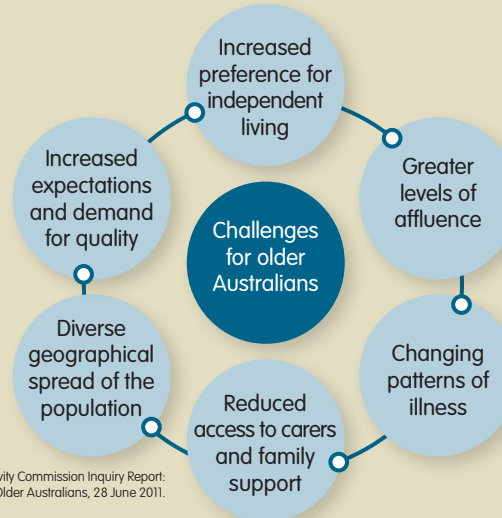 Increased
preference for
independent
living
Greater
levels of
affluence
Changing
patterns of
illness
Reduced
access to carers
and family
support
Diverse
geographical
spread of the
population
Increased
expectations
and demand
for quality
Challenges
for older
Australians
Commission Inquiry Report:
Older Australians, 28 June 2011.